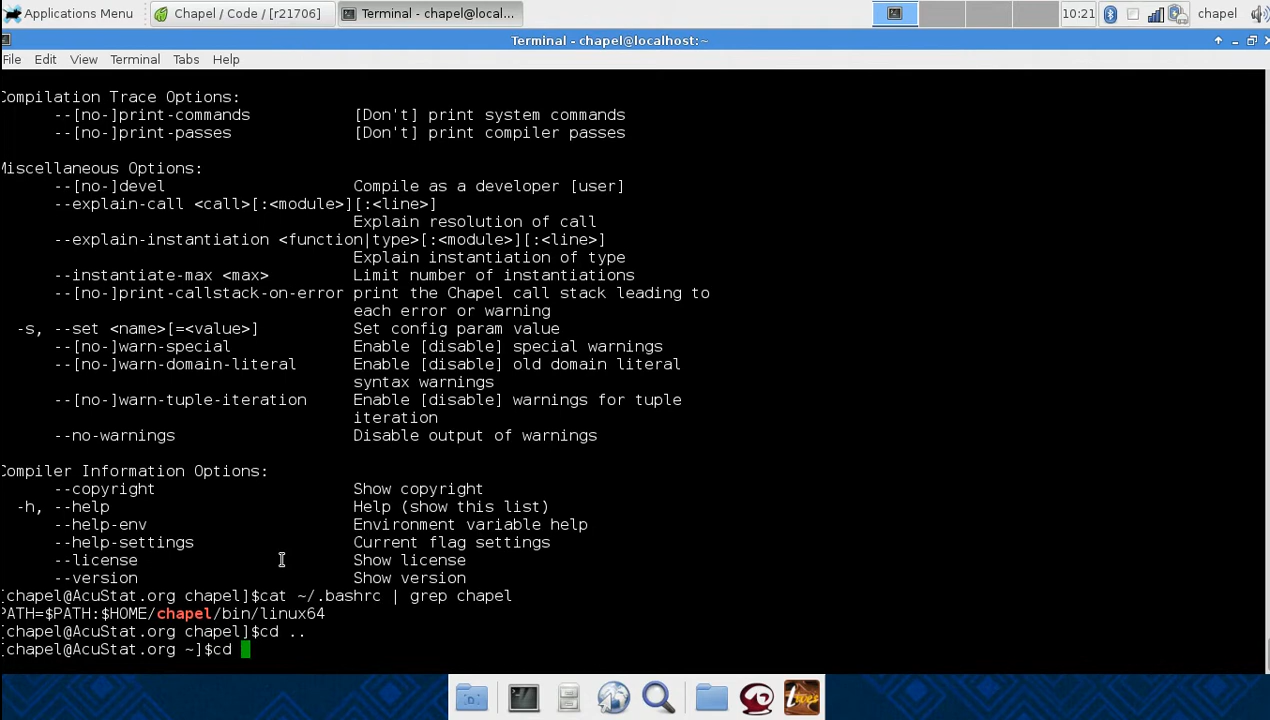 Applications Menu
Chapel / Code / [r21706]
Terminal - chapel@local...
10:21
chapel
Terminal - chapel@localhost:~
File Edit View Terminal Tabs Help
Compilation Trace Options:
--[no-]print-commands [Don't] print system commands
--[no-]print-passes [Don't] print compiler passes
Miscellaneous Options:
--[no-]devel Compile as a developer [user]
--explain-call <call>[:<module>][:<line>]
Explain resolution of call
--explain-instantiation <function|type>[:<module>][:<line>]
Explain instantiation of type
--instantiate-max <max> Limit number of instantiations
--[no-]print-callstack-on-error print the Chapel call stack leading to
each error or warning
-s, --set <name>[=<value>] Set config param value
--[no-]warn-special Enable [disable] special warnings
--[no-]warn-domain-literal Enable [disable] old domain literal
syntax warnings
--[no-]warn-tuple-iteration Enable [disable] warnings for tuple
iteration
--no-warnings Disable output of warnings
Compiler Information Options:
--copyright Show copyright
-h, --help Help (show this list)
--help-env Environment variable help
--help-settings Current flag settings
--license Show license
--version Show version
[chapel@AcuStat.org chapel]$cat ~/.bashrc | grep chapel
PATH=$PATH:$HOME/chapel/bin/linux64
[chapel@AcuStat.org chapel]$cd ..
[chapel@AcuStat.org ~]$cd